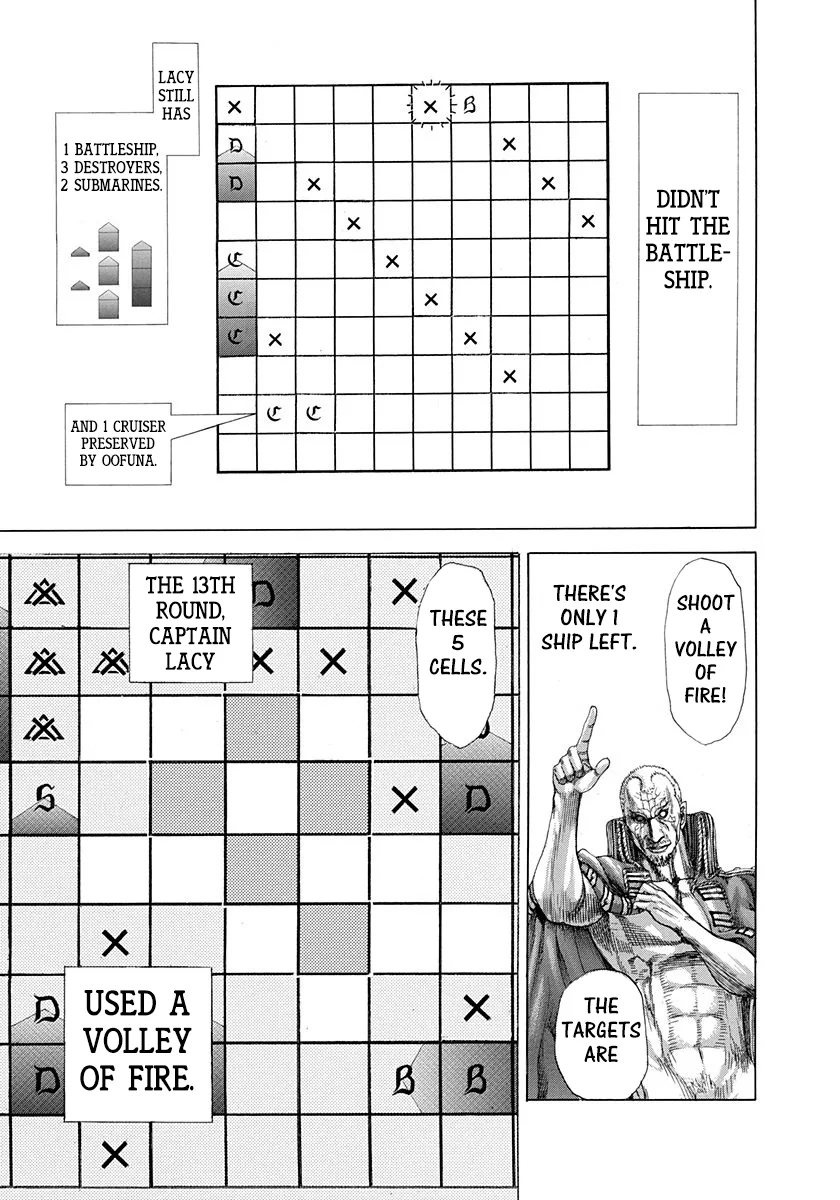 DIDN'T
HIT THE
BATTLE-
SHIP.
LACY
STILL
HAS
1 BATTLESHIP,
3 DESTROYERS,
2 SUBMARINES.
× × B
D ×
D × ×
× ×
C ×
C ×
C × ×
×
C C
AND 1 CRUISER
PRESERVED
BY OOFUNA.
SHOOT
A
VOLLEY
OF
FIRE!
THERE'S
ONLY 1
SHIP LEFT.
THE
TARGETS
ARE
THESE
5
CELLS.
THE 13TH
ROUND,
CAPTAIN
LACY
USED A
VOLLEY
OF FIRE.
D ×
× ×
S × D
×
D ×
D B B
×